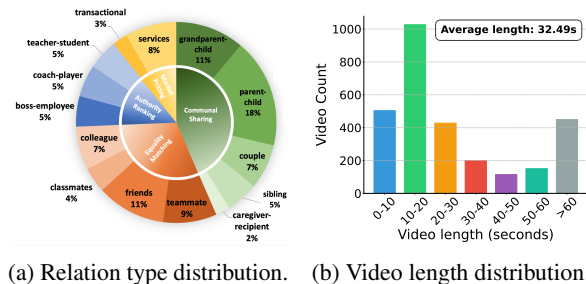 transactional
3%
services
8%
grandparent-
child
11%
teacher-student
5%
coach-player
5%
boss-employee
5%
colleague
7%
classmates
4%
friends
11%
teammate
9%
caregiver-
recipient
2%
sibling
5%
couple
7%
parent-
child
18%
Market
Pricing
Authority
Ranking
Equality
Matching
Communal
Sharing
(a) Relation type distribution.
Average length: 32.49s
Video Count
1000
800
600
400
200
0
0-10
10-20
20-30
30-40
40-50
50-60
>60
Video length (seconds)
(b) Video length distribution